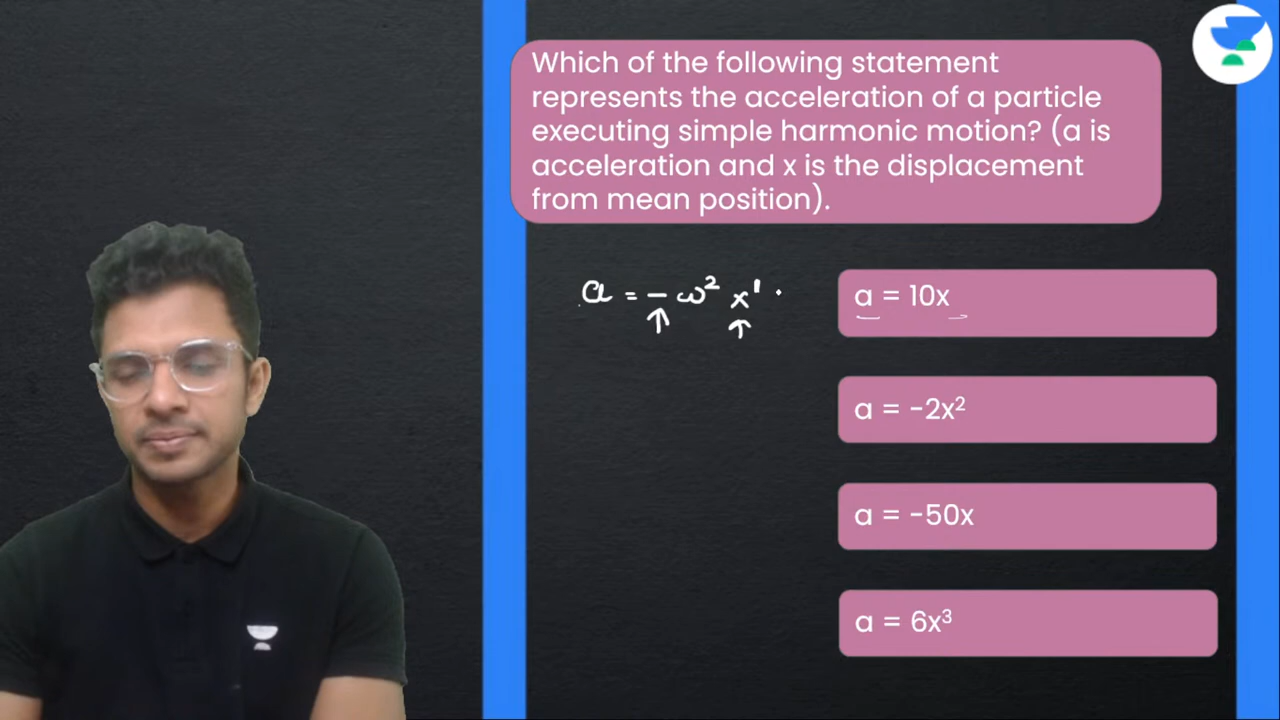 Which of the following statement
represents the acceleration of a particle
executing simple harmonic motion? (a is
acceleration and x is the displacement
from mean position).
a = - ω² x¹
a = 10x
a = -2x²
a = -50x
a = 6x³